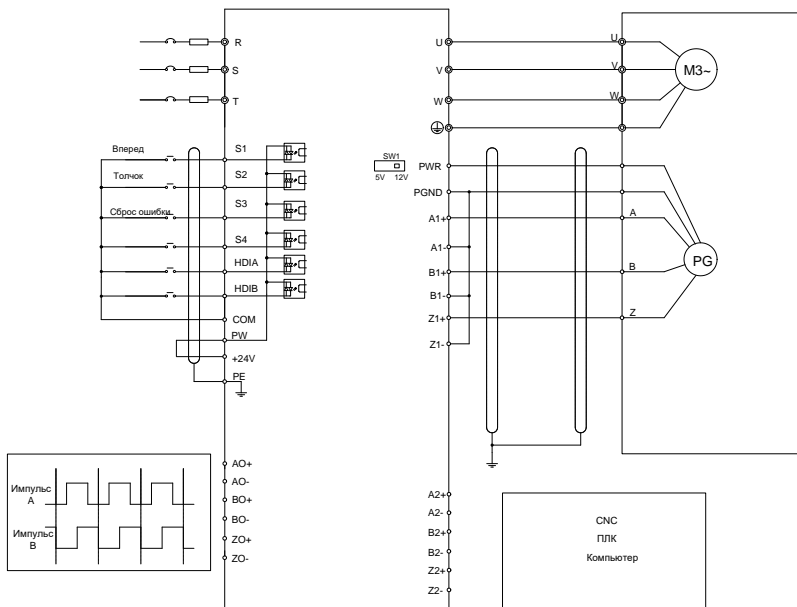 R
S
T
Вперед
S1
Толчок
S2
Сброс ошибки
S3
S4
HDIA
HDIB
COM
PW
+24V
PE
AO+
AO-
BO+
BO-
ZO+
ZO-
Импульс
A
Импульс
B
U
V
W
SW1
5V 12V
PWR
PGND
A1+
A1-
B1+
B1-
Z1+
Z1-
A2+
A2-
B2+
B2-
Z2+
Z2-
U
V
W
M3~
A
B
Z
PG
CNC
ПЛК
Компьютер